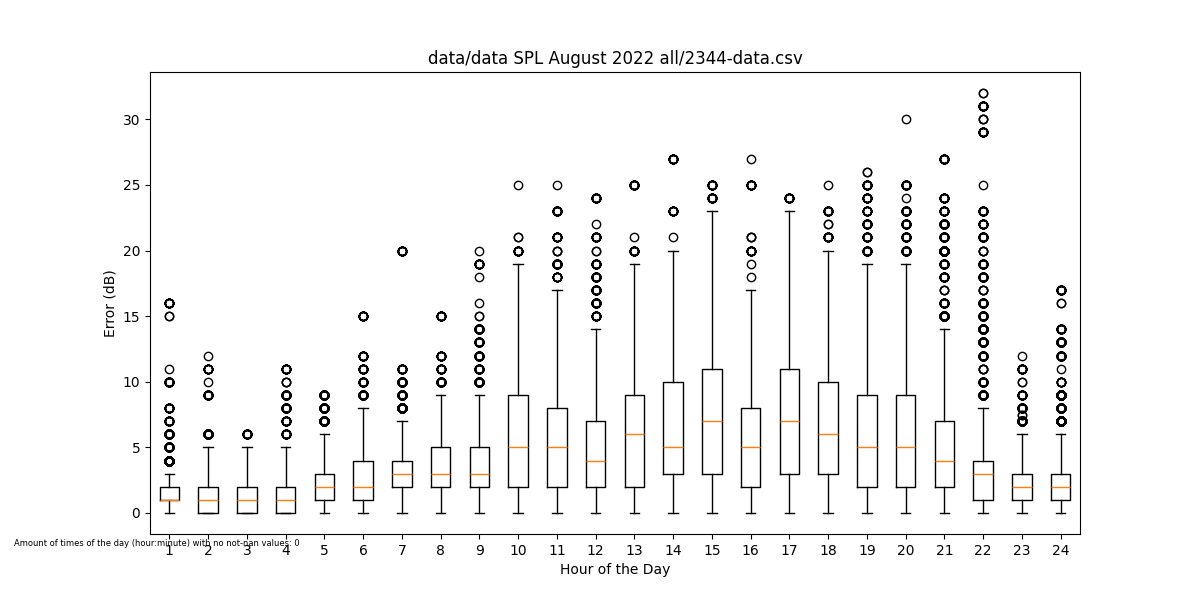 data/data SPL August 2022 all/2344-data.csv
Error (dB)
30
25
20
15
10
5
0
Amount of times of the day (hour:minute) with no not-nan values: 0
1 2 3 4 5 6 7 8 9 10 11 12 13 14 15 16 17 18 19 20 21 22 23 24
Hour of the Day